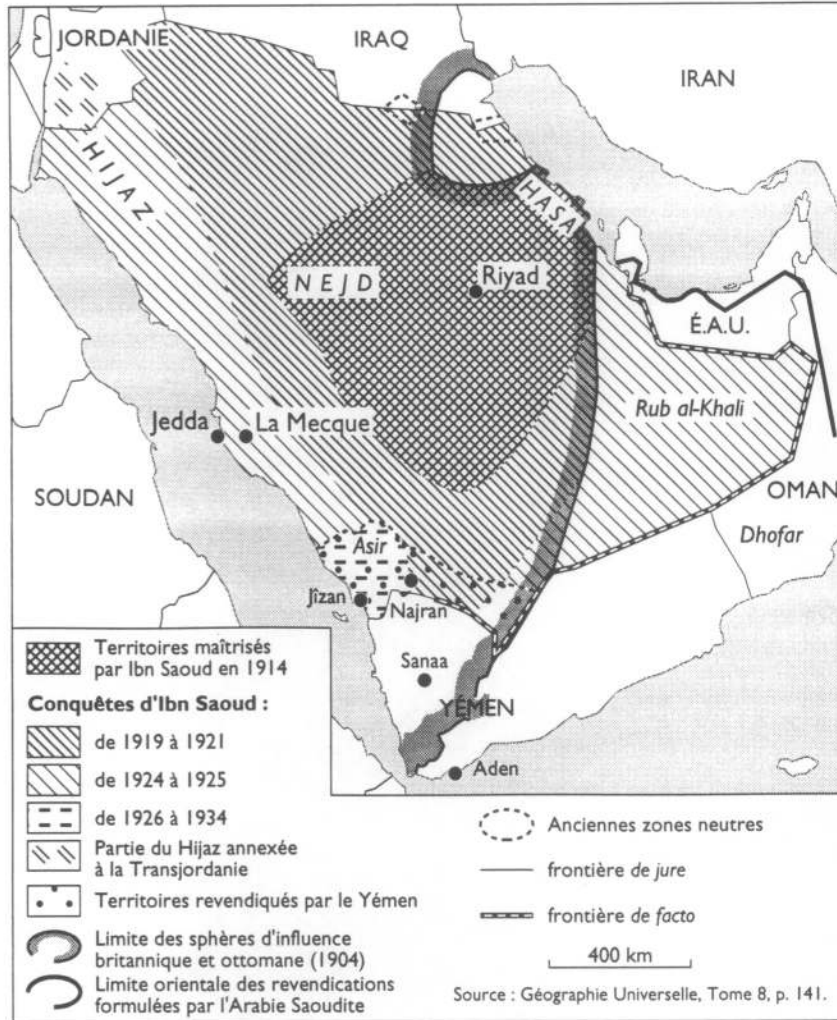 JORDANIE
IRAQ
IRAN
HIJAZ
HASA
NEJD
Riyad
É.A.U.
Rub al-Khali
Jedda
La Mecque
SOUDAN
OMAN
Dhofar
Asir
Jîzan
Najran
Sanaa
YÉMEN
Aden
Territoires maîtrisés
par Ibn Saoud en 1914
Conquêtes d'Ibn Saoud :
de 1919 à 1921
de 1924 à 1925
de 1926 à 1934
Partie du Hijaz annexée
à la Transjordanie
Territoires revendiqués par le Yémen
Limite des sphères d'influence
britannique et ottomane (1904)
Limite orientale des revendications
formulées par l'Arabie Saoudite
Anciennes zones neutres
frontière de jure
frontière de facto
400 km
Source : Géographie Universelle, Tome 8, p. 141.